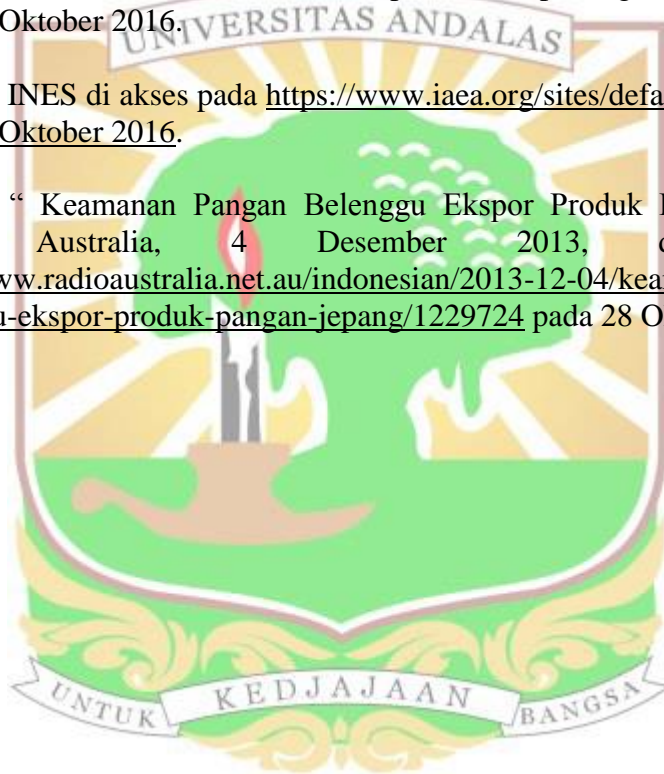 Oktober 2016.
UNIVERSITAS ANDALAS
INES di akses pada https://www.iaea.org/sites/defa
Oktober 2016.
“ Keamanan Pangan Belenggu Ekspor Produk
Australia, 4 Desember 2013,
ww.radioaustralia.net.au/indonesian/2013-12-04/kea
u-ekspor-produk-pangan-jepang/1229724 pada 28 O
UNTUK KEDJAJAAN BANGSA